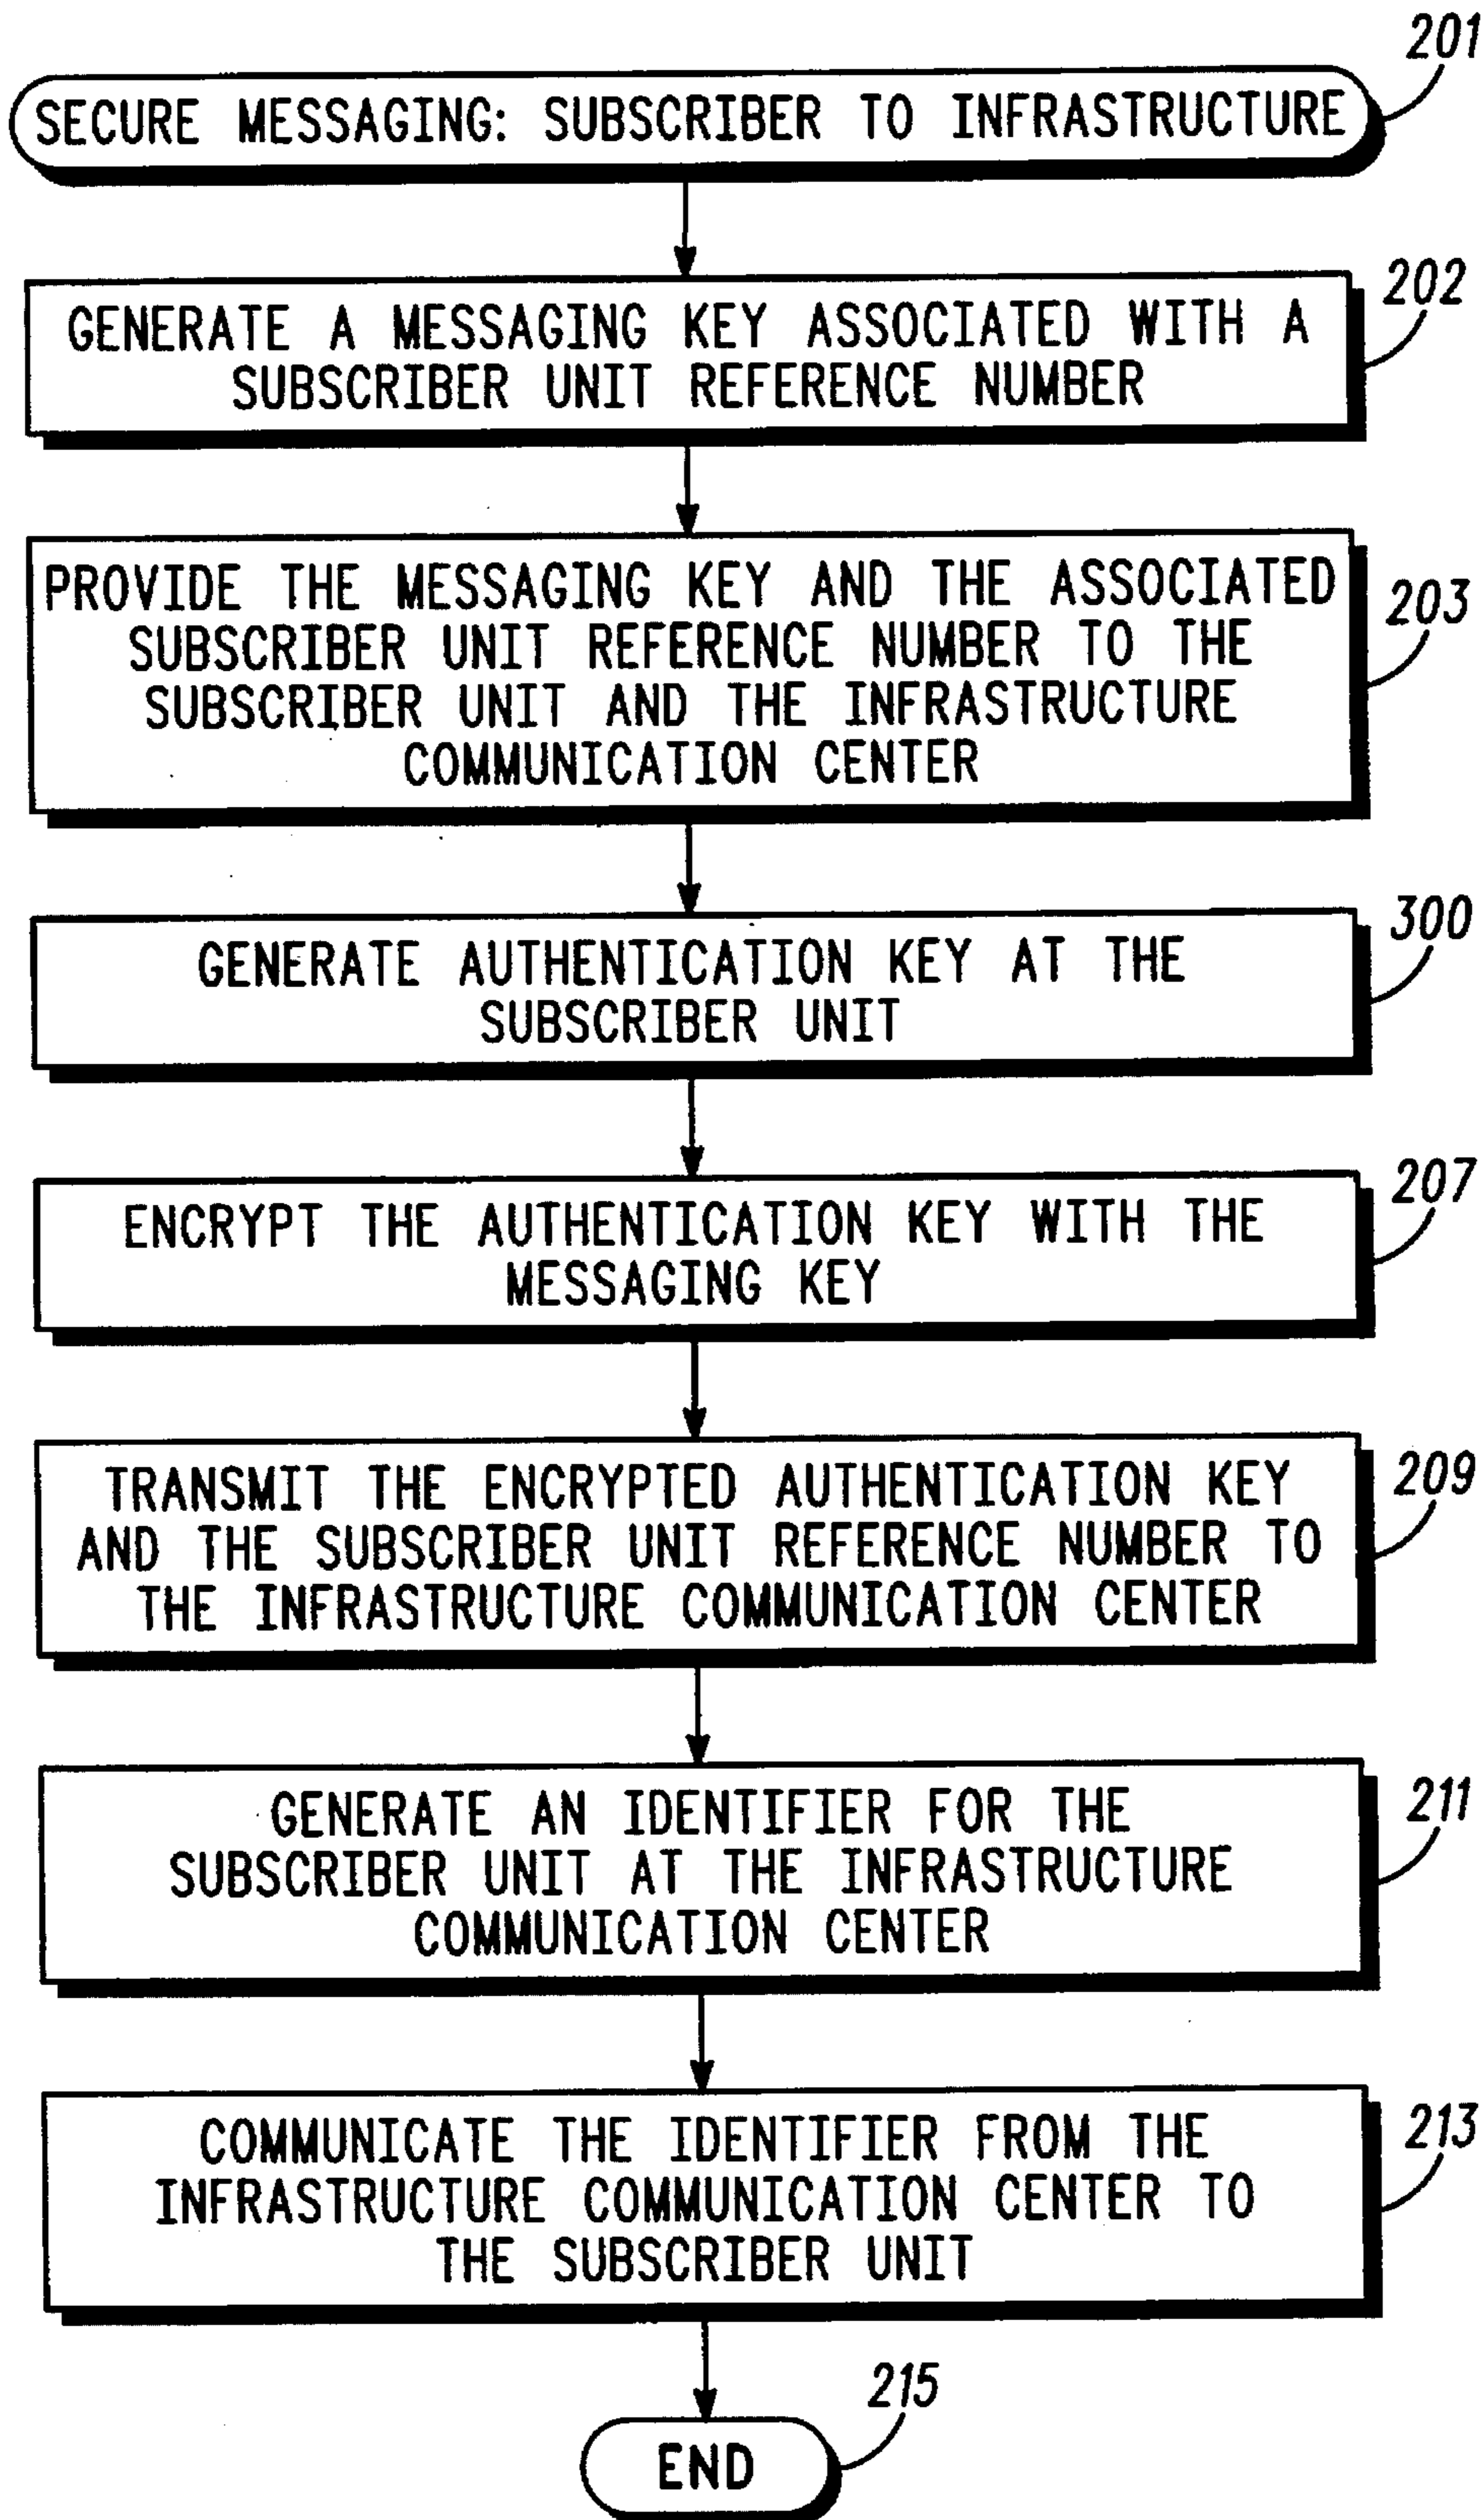 201
SECURE MESSAGING: SUBSCRIBER TO INFRASTRUCTURE
202
GENERATE A MESSAGING KEY ASSOCIATED WITH A
SUBSCRIBER UNIT REFERENCE NUMBER
203
PROVIDE THE MESSAGING KEY AND THE ASSOCIATED
SUBSCRIBER UNIT REFERENCE NUMBER TO THE
SUBSCRIBER UNIT AND THE INFRASTRUCTURE
COMMUNICATION CENTER
300
GENERATE AUTHENTICATION KEY AT THE
SUBSCRIBER UNIT
207
ENCRYPT THE AUTHENTICATION KEY WITH THE
MESSAGING KEY
209
TRANSMIT THE ENCRYPTED AUTHENTICATION KEY
AND THE SUBSCRIBER UNIT REFERENCE NUMBER TO
THE INFRASTRUCTURE COMMUNICATION CENTER
211
GENERATE AN IDENTIFIER FOR THE
SUBSCRIBER UNIT AT THE INFRASTRUCTURE
COMMUNICATION CENTER
213
COMMUNICATE THE IDENTIFIER FROM THE
INFRASTRUCTURE COMMUNICATION CENTER TO
THE SUBSCRIBER UNIT
215
END